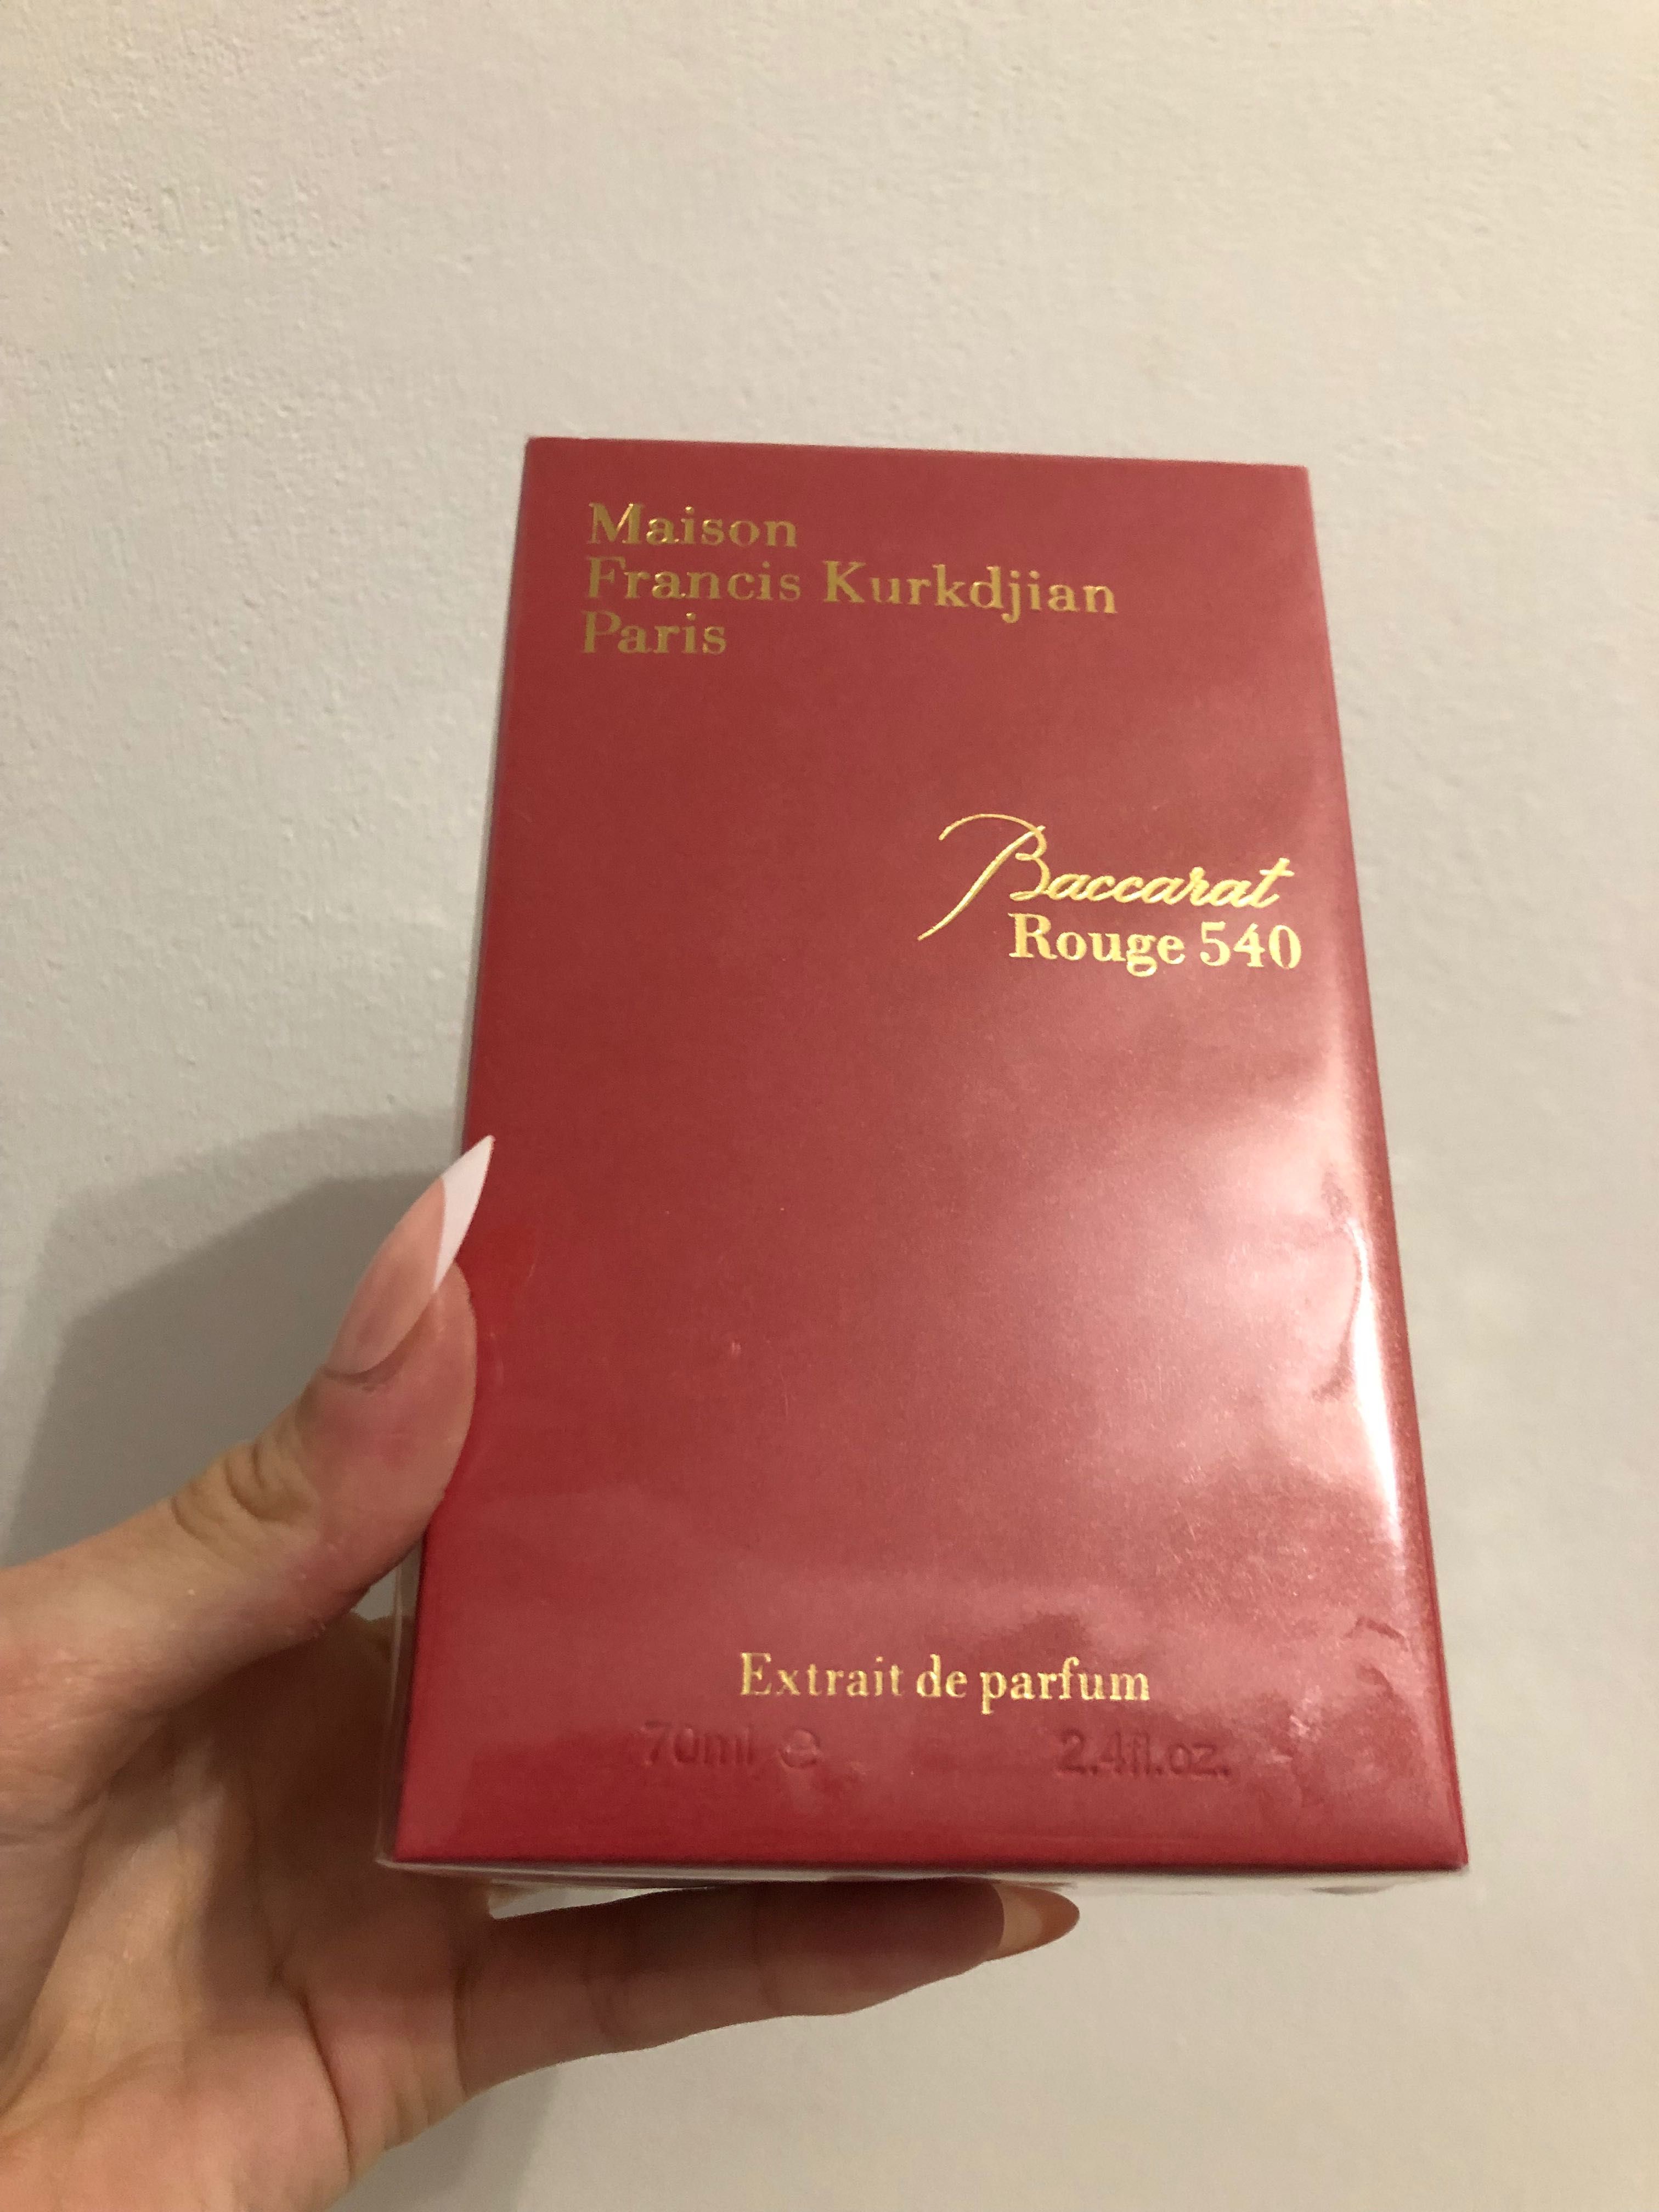 Maison
Francis Kurkdjian
Paris
Baccarat
Rouge 540
Extrait de parfum
70ml ℮ 2.4fl.oz.